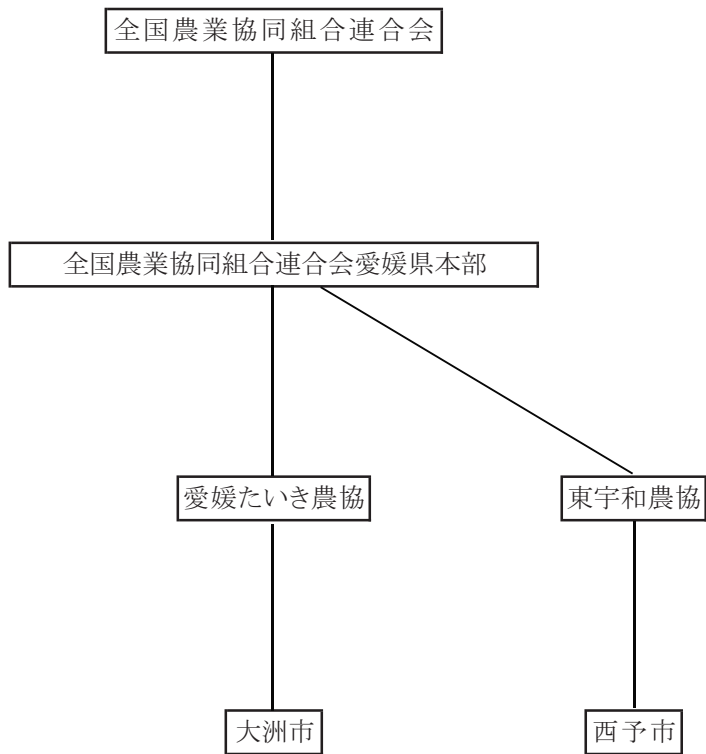 全国農業協同組合連合会
全国農業協同組合連合会愛媛県本部
愛媛たいき農協
東宇和農協
大洲市
西予市